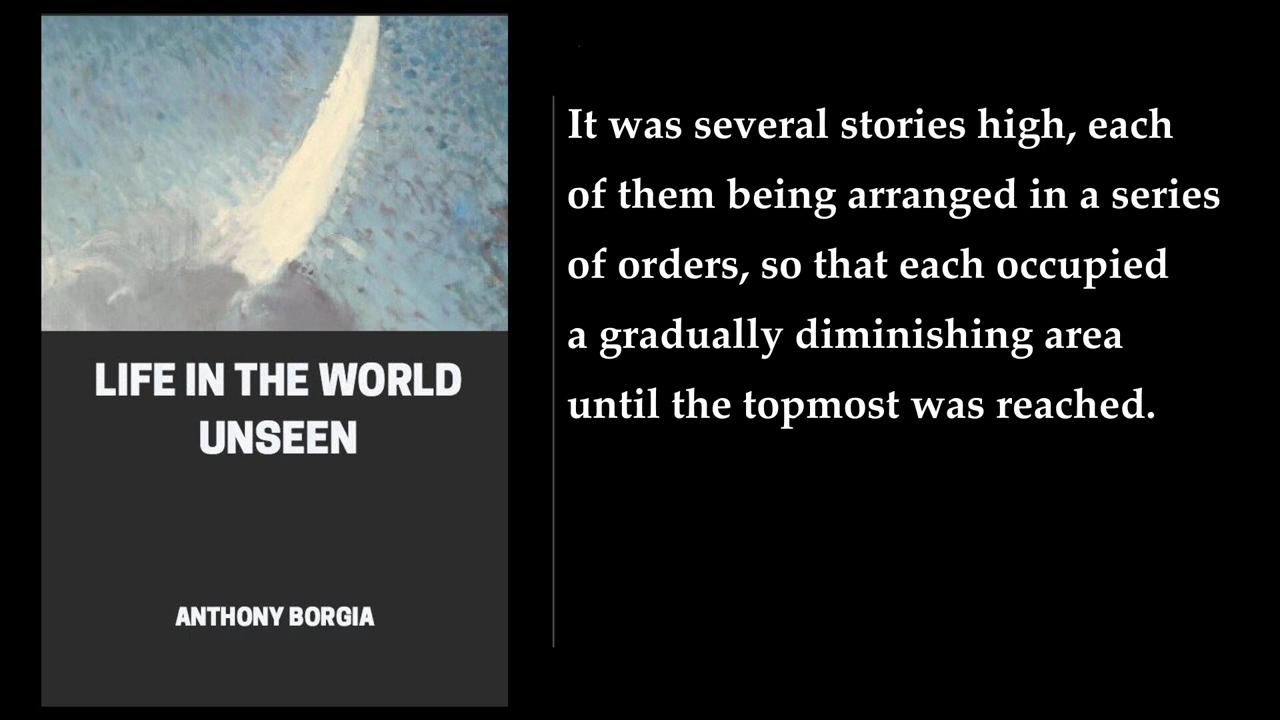 LIFE IN THE WORLD
UNSEEN
ANTHONY BORGIA
It was several stories high, each
of them being arranged in a series
of orders, so that each occupied
a gradually diminishing area
until the topmost was reached.